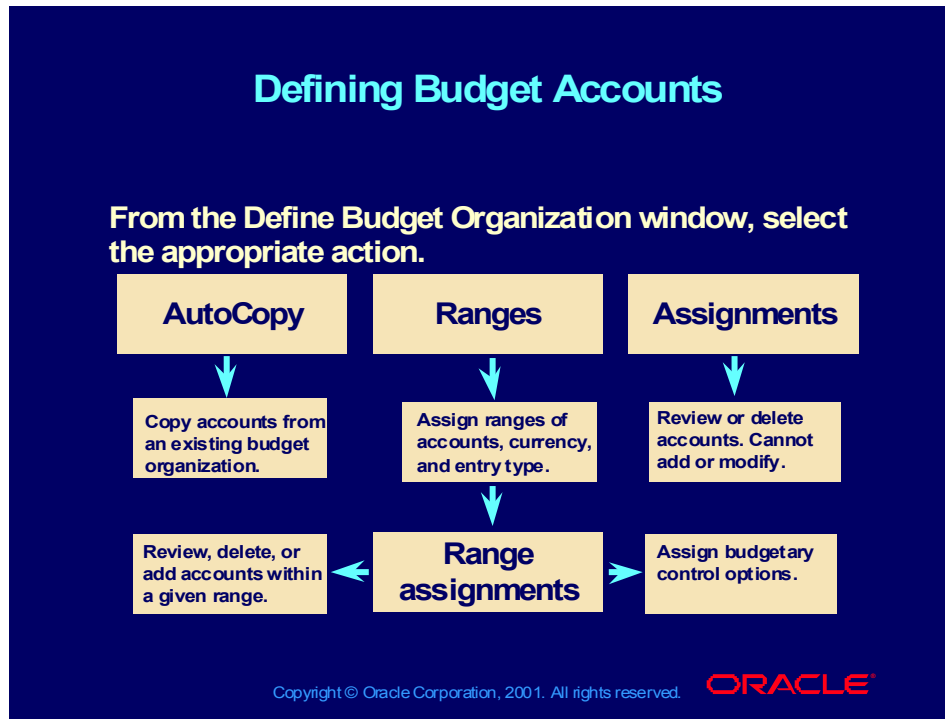 Defining Budget Accounts
From the Define Budget Organization window, select
the appropriate action.
AutoCopy
Ranges
Assignments
Copy accounts from
an existing budget
organization.
Assign ranges of
accounts, currency,
and entry type.
Review or delete
accounts. Cannot
add or modify.
Review, delete, or
add accounts within
a given range.
Range
assignments
Assign budgetary
control options.
Copyright © Oracle Corporation, 2001. All rights reserved.
ORACLE®